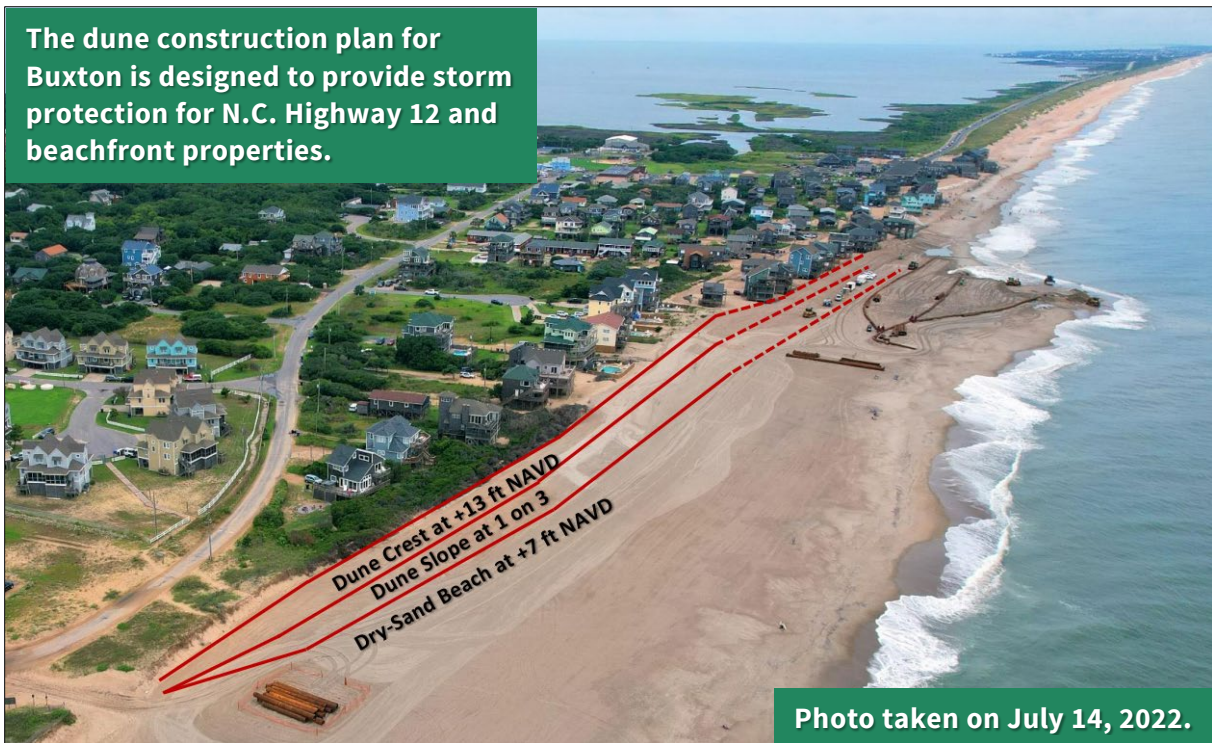 The dune construction plan for
Buxton is designed to provide storm
protection for N.C. Highway 12 and
beachfront properties.
Dune Crest at +13 ft NAVD
Dune Slope at 1 on 3
Dry-Sand Beach at +7 ft NAVD
Photo taken on July 14, 2022.